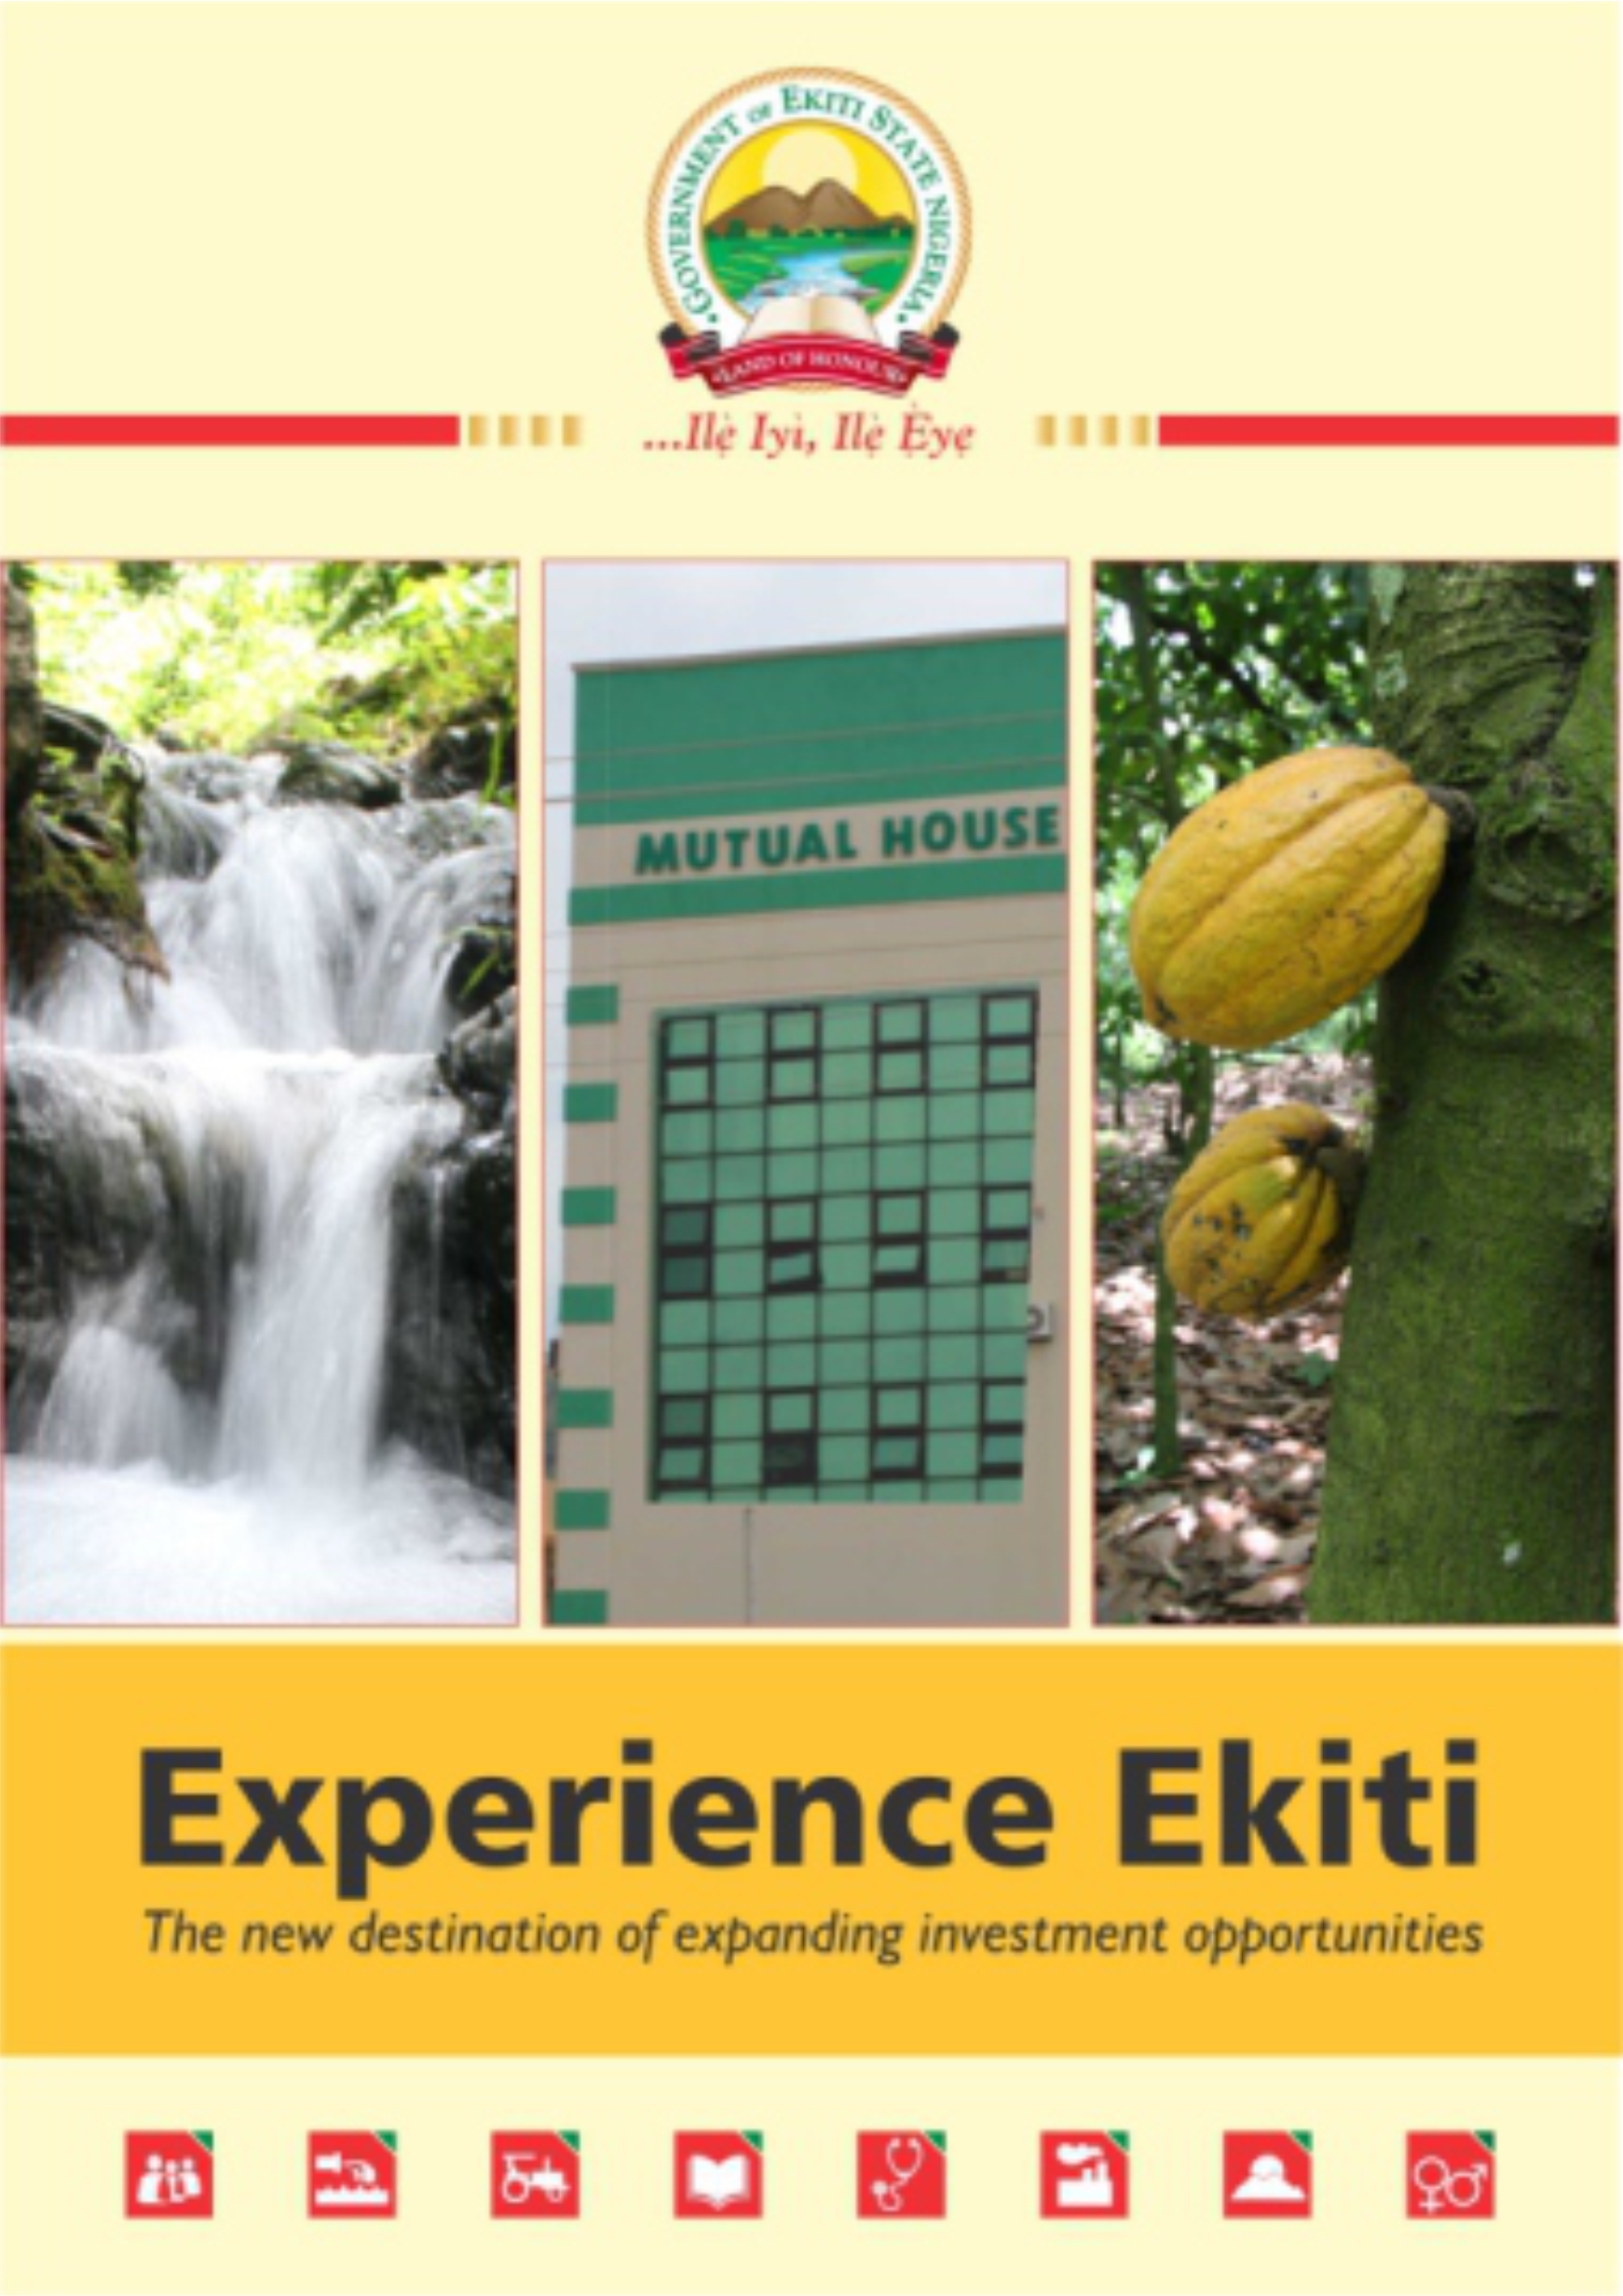 GOVERNMENT OF EKITI STATE NIGERIA
LAND OF HONOUR
...Ilẹ̀ Iyì, Ilẹ̀ Ẹ̀yẹ
MUTUAL HOUSE
Experience Ekiti
The new destination of expanding investment opportunities